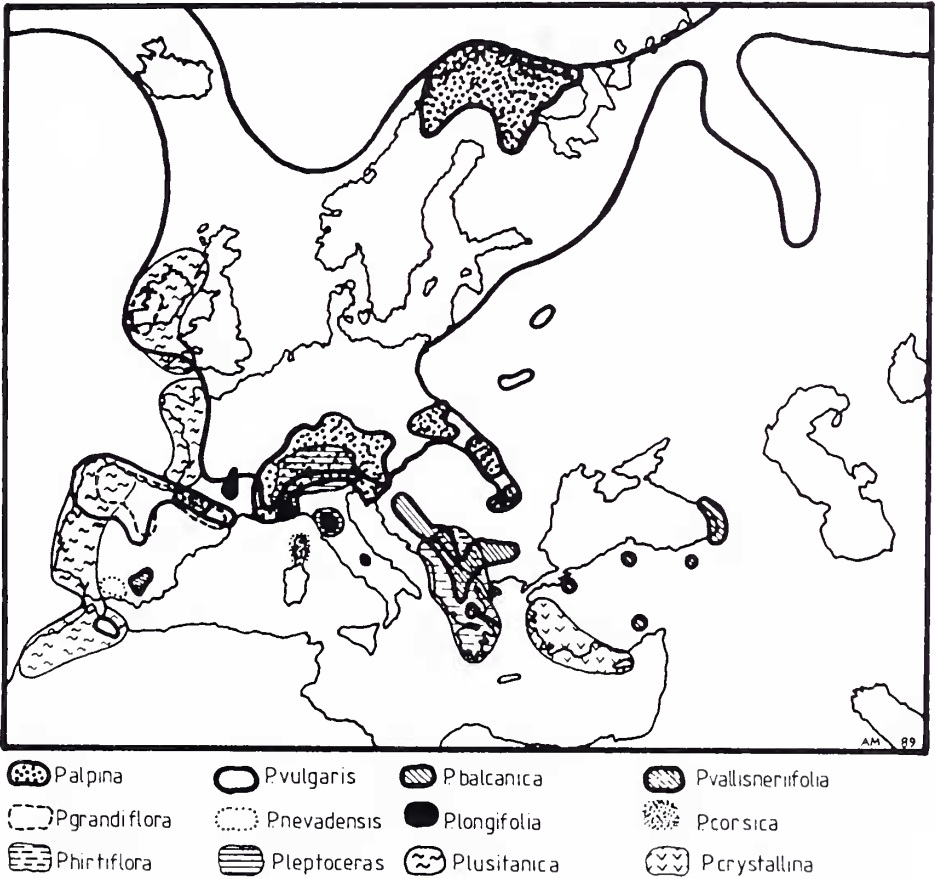 AM 89
P.alpina P.vulgaris P.balcanica P.vallisneriifolia
P.grandiflora P.nevadensis P.longifolia P.corsica
P.hirtiflora P.leptoceras P.lusitanica P.crystallina